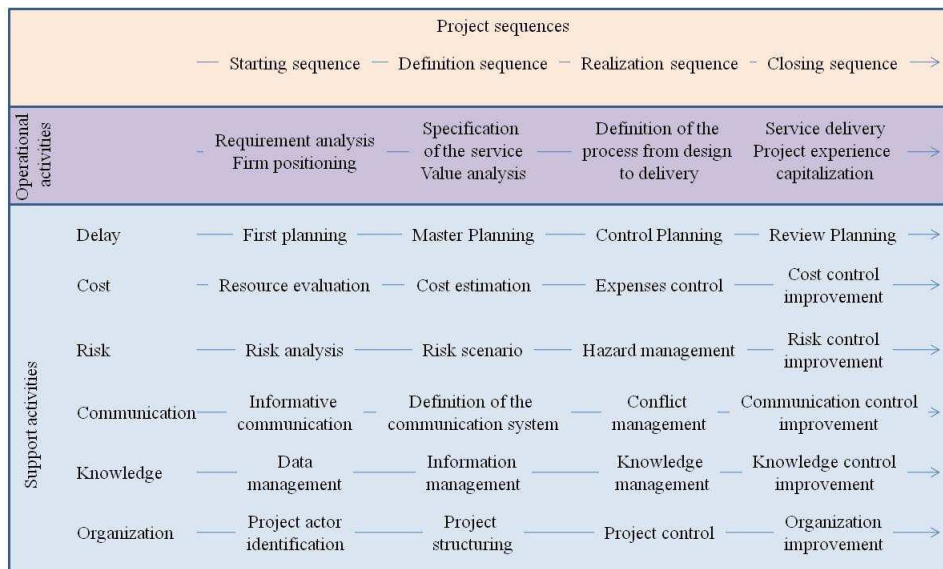 Project sequences
Starting sequence Definition sequence Realization sequence Closing sequence
Operational
activities
Requirement analysis
Firm positioning
Specification
of the service
Value analysis
Definition of the
process from design
to delivery
Service delivery
Project experience
capitalization
Support activities
Delay First planning Master Planning Control Planning Review Planning
Cost Resource evaluation Cost estimation Expenses control Cost control
improvement
Risk Risk analysis Risk scenario Hazard management Risk control
improvement
Communication
Informative
communication
Definition of the
communication system
Conflict
management
Communication control
improvement
Knowledge
Data
management
Information
management
Knowledge
management
Knowledge control
improvement
Organization
Project actor
identification
Project
structuring
Project control
Organization
improvement